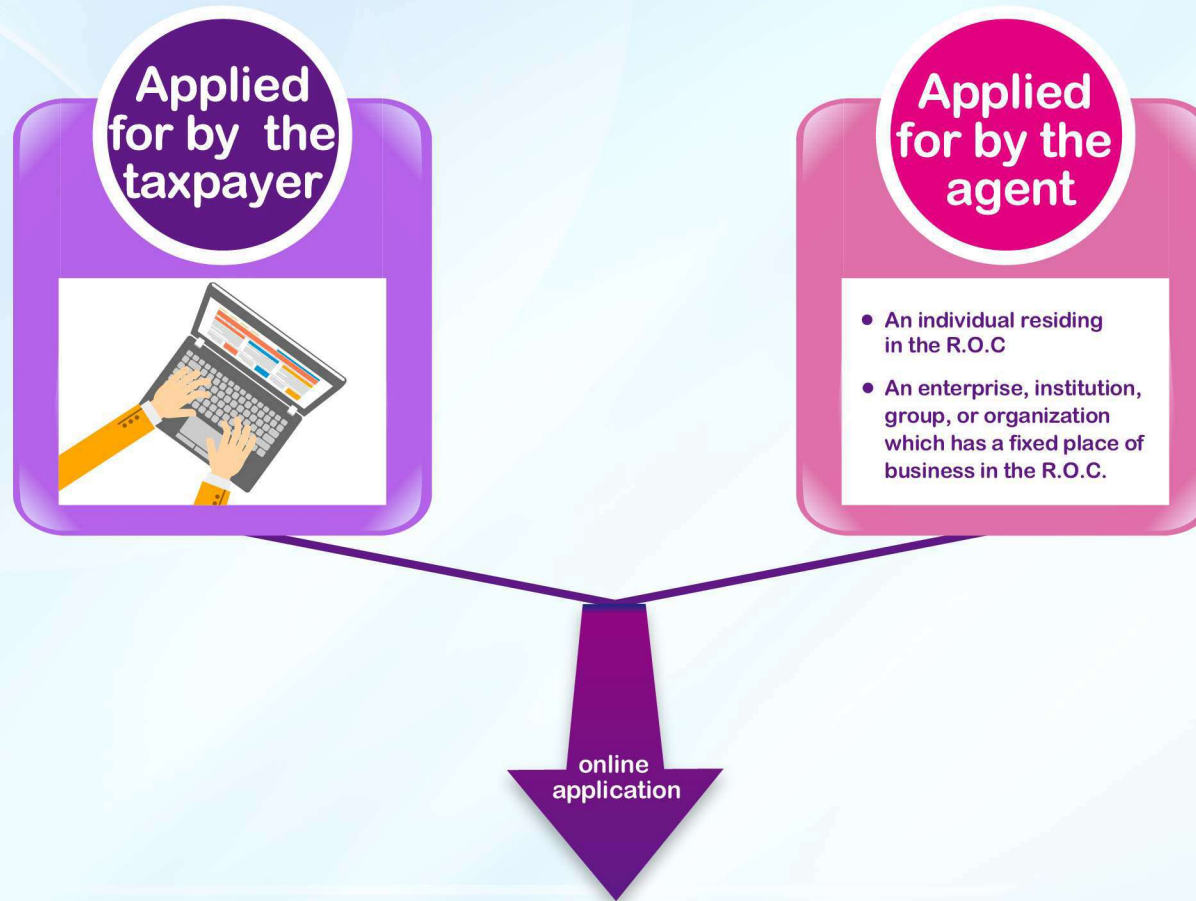 Applied
for by the
taxpayer
Applied
for by the
agent
• An individual residing
in the R.O.C
• An enterprise, institution,
group, or organization
which has a fixed place of
business in the R.O.C.
online
application